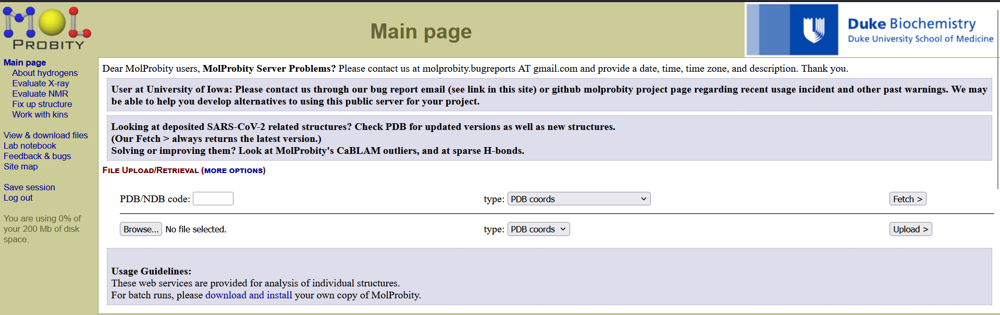 MOL
PROBITY
Main page
Duke Biochemistry
Duke University School of Medicine
Main page
About hydrogens
Evaluate X-ray
Evaluate NMR
Fix up structure
Work with kins
View & download files
Lab notebook
Feedback & bugs
Site map
Save session
Log out
You are using 0% of
your 200 Mb of disk
space.
Dear MolProbity users, MolProbity Server Problems? Please contact us at molprobity.bugreports AT gmail.com and provide a date, time, time zone, and description. Thank you.
User at University of Iowa: Please contact us through our bug report email (see link in this site) or github molprobity project page regarding recent usage incident and other past warnings. We may
be able to help you develop alternatives to using this public server for your project.
Looking at deposited SARS-CoV-2 related structures? Check PDB for updated versions as well as new structures.
(Our Fetch > always returns the latest version.)
Solving or improving them? Look at MolProbity's CaBLAM outliers, and at sparse H-bonds.
FILE UPLOAD/RETRIEVAL (MORE OPTIONS)
PDB/NDB code: type: PDB coords Fetch >
Browse... No file selected. type: PDB coords Upload >
Usage Guidelines:
These web services are provided for analysis of individual structures.
For batch runs, please download and install your own copy of MolProbity.